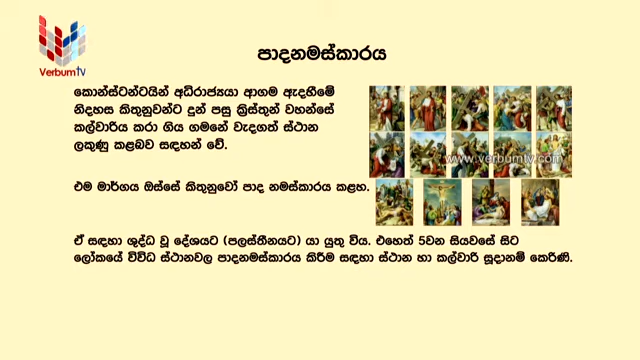 VerbumTV
පාදනමස්කාරය
කොන්ස්ටන්ටයින් අධිරාජ්‍යයා ආගම ඇදහීමේ
නිදහස කිතුනුවන්ට දුන් පසු ක්‍රිස්තුන් වහන්සේ
කල්වාරිය කරා ගිය ගමනේ වැදගත් ස්ථාන
ලකුණු කළබව සඳහන් වේ.
www.verbumtv.com
එම මාර්ගය ඔස්සේ කිතුනුවෝ පාද නමස්කාරය කළහ.
ඒ සඳහා ශුද්ධ වූ දේශයට (පලස්තීනයට) යා යුතු විය. එහෙත් 5වන සියවසේ සිට
ලෝකයේ විවිධ ස්ථානවල පාදනමස්කාරය කිරීම සඳහා ස්ථාන හා කල්වාරි සූදානම් කෙරිණි.